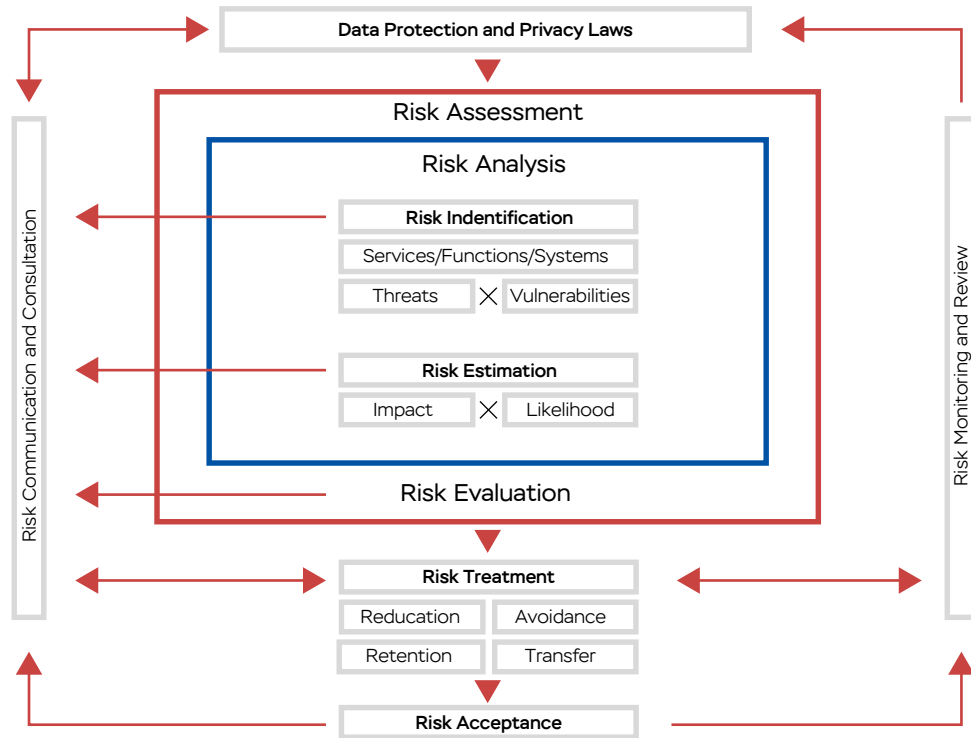 Data Protection and Privacy Laws
Risk Assessment
Risk Analysis
Risk Indentification
Services/Functions/Systems
Threats
Vulnerabilities
Risk Estimation
Impact
Likelihood
Risk Evaluation
Risk Treatment
Reducation
Avoidance
Retention
Transfer
Risk Acceptance
Risk Communication and Consultation
Risk Monitoring and Review